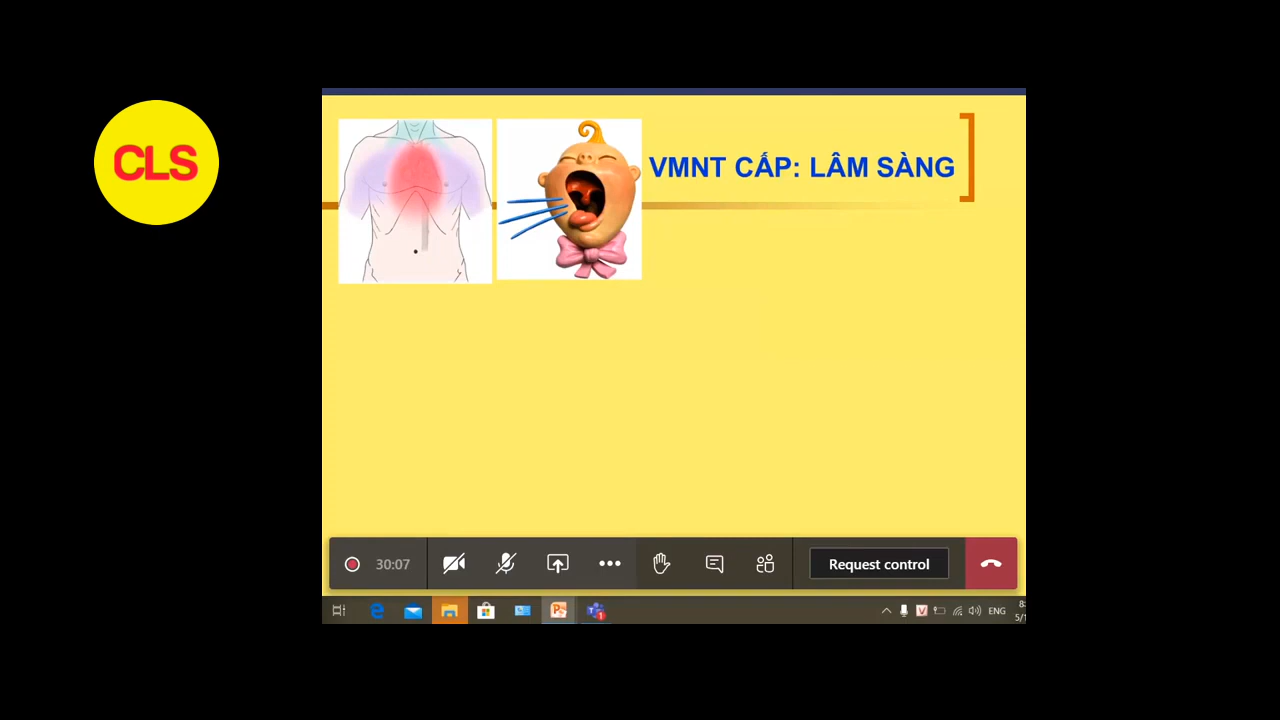 CLS
VMNT CẤP: LÂM SÀNG
30:07
Request control
ENG